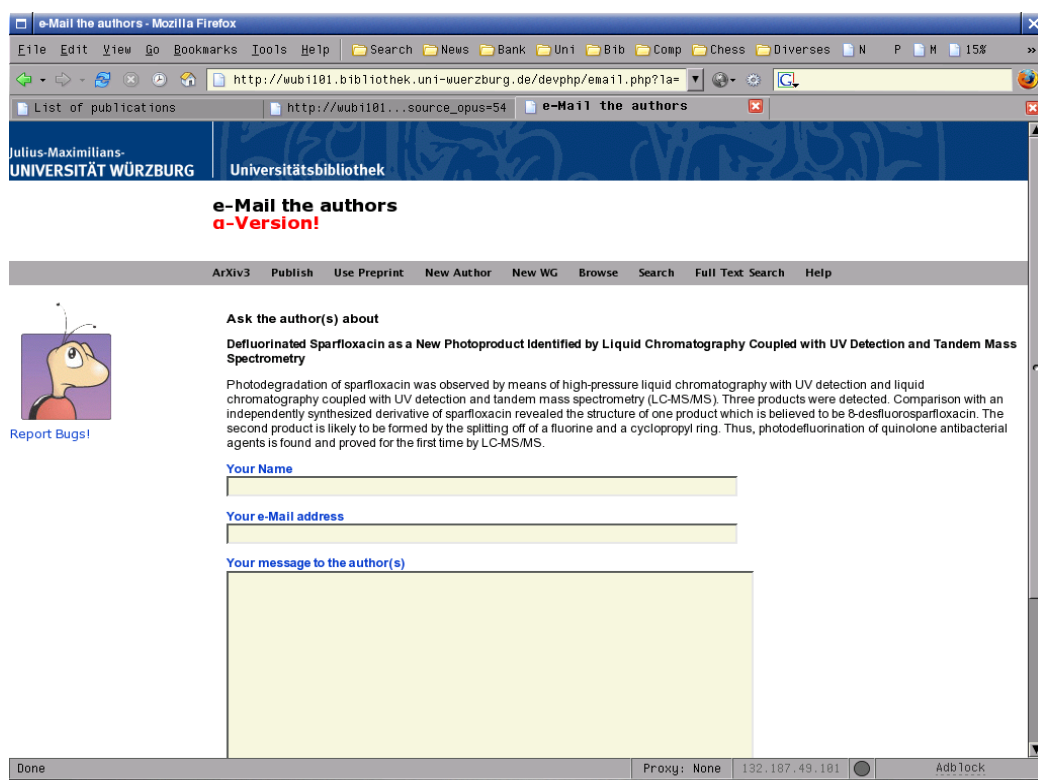 e-Mail the authors - Mozilla Firefox
File Edit View Go Bookmarks Tools Help Search News Bank Uni Bib Comp Chess Diverses N P M 15% »
http://wubi101.bibliothek.uni-wuerzburg.de/devphp/email.php?la= G
List of publications http://wubi101...source_opus=54 e-Mail the authors
Julius-Maximilians-
UNIVERSITÄT WÜRZBURG Universitätsbibliothek
e-Mail the authors
α-Version!
ArXiv3 Publish Use Preprint New Author New WG Browse Search Full Text Search Help
Ask the author(s) about
Defluorinated Sparfloxacin as a New Photoproduct Identified by Liquid Chromatography Coupled with UV Detection and Tandem Mass
Spectrometry
Photodegradation of sparfloxacin was observed by means of high-pressure liquid chromatography with UV detection and liquid
chromatography coupled with UV detection and tandem mass spectrometry (LC-MS/MS). Three products were detected. Comparison with an
independently synthesized derivative of sparfloxacin revealed the structure of one product which is believed to be 8-desfluorosparfloxacin. The
second product is likely to be formed by the splitting off of a fluorine and a cyclopropyl ring. Thus, photodefluorination of quinolone antibacterial
agents is found and proved for the first time by LC-MS/MS.
Report Bugs!
Your Name
Your e-Mail address
Your message to the author(s)
Done Proxy: None 132.187.49.101 Adblock